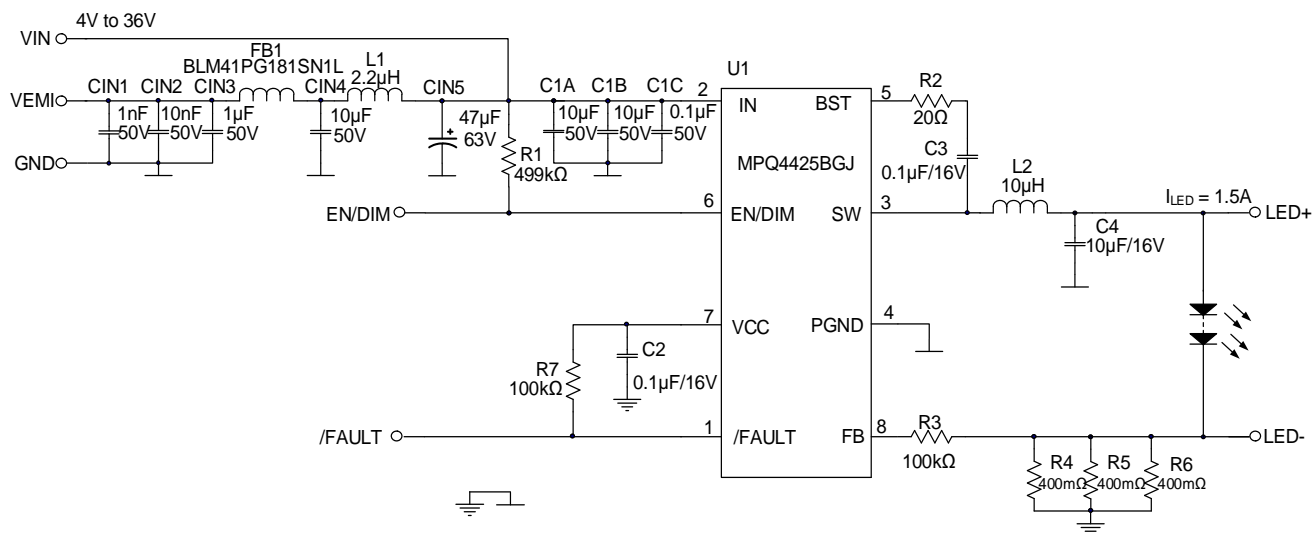 4V to 36V
VIN
FB1
BLM41PG181SN1L
L1
2.2µH
U1
CIN1
CIN2
CIN3
CIN4
CIN5
C1A
C1B
C1C
2
IN
BST
5
R2
20Ω
VEMI
1nF
50V
10nF
50V
1µF
50V
10µF
50V
47µF
63V
10µF
50V
10µF
50V
0.1µF
50V
GND
R1
499kΩ
MPQ4425BGJ
C3
0.1µF/16V
L2
10µH
EN/DIM
6
EN/DIM
SW
3
ILED = 1.5A
LED+
C4
10µF/16V
7
VCC
PGND
4
C2
0.1µF/16V
R7
100kΩ
/FAULT
1
/FAULT
FB
8
R3
100kΩ
LED-
R4
400mΩ
R5
400mΩ
R6
400mΩ